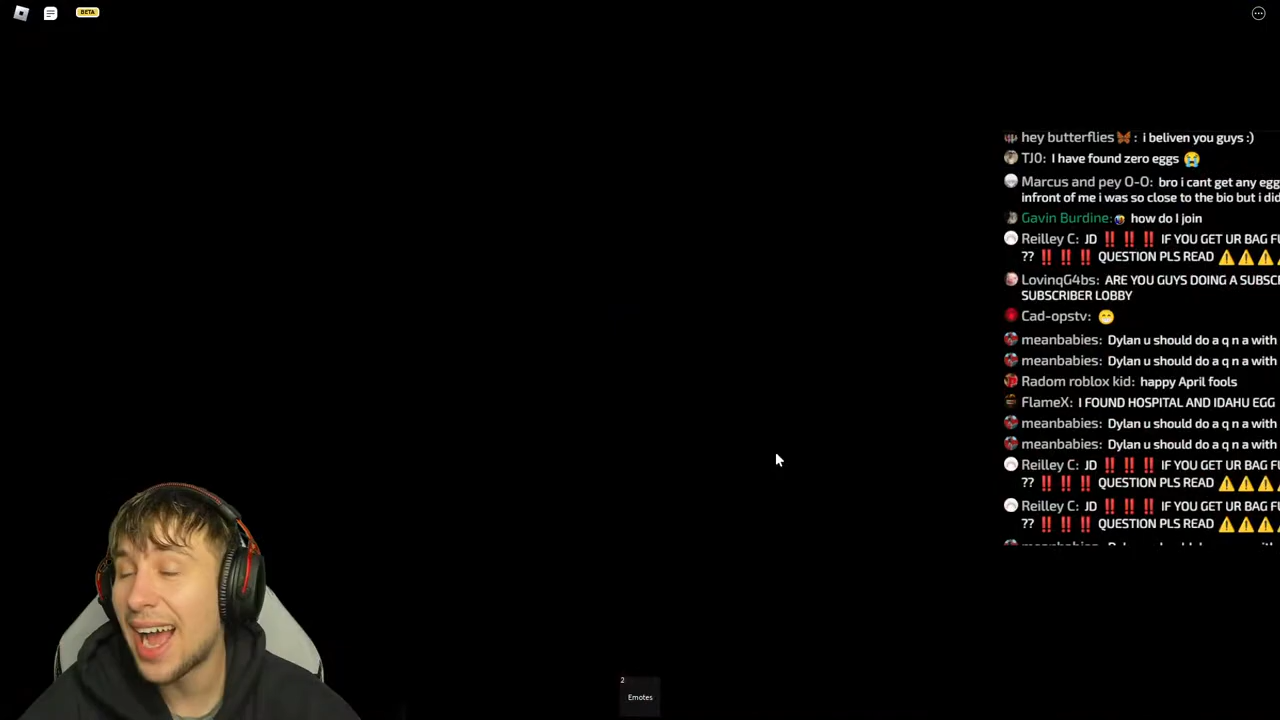 BETA
hey butterflies🦋 : i beliven you guys :)
TJ0: I have found zero eggs 😭
Marcus and pey O-O: bro i cant get any egg
infront of me i was so close to the bio but i did
Gavin Burdine: how do I join
Reilley C: JD ‼️ ‼️ ‼️ IF YOU GET UR BAG FU
?? ‼️ ‼️ ‼️ QUESTION PLS READ ⚠️⚠️⚠️
LovinqG4bs: ARE YOU GUYS DOING A SUBSC
SUBSCRIBER LOBBY
Cad-opstv: 😁
meanbabies: Dylan u should do a q n a with
meanbabies: Dylan u should do a q n a with
Radom roblox kid: happy April fools
FlameX: I FOUND HOSPITAL AND IDAHU EGG
meanbabies: Dylan u should do a q n a with
meanbabies: Dylan u should do a q n a with
Reilley C: JD ‼️ ‼️ ‼️ IF YOU GET UR BAG FU
?? ‼️ ‼️ ‼️ QUESTION PLS READ ⚠️⚠️⚠️
Reilley C: JD ‼️ ‼️ ‼️ IF YOU GET UR BAG FU
?? ‼️ ‼️ ‼️ QUESTION PLS READ ⚠️⚠️⚠️
2
Emotes